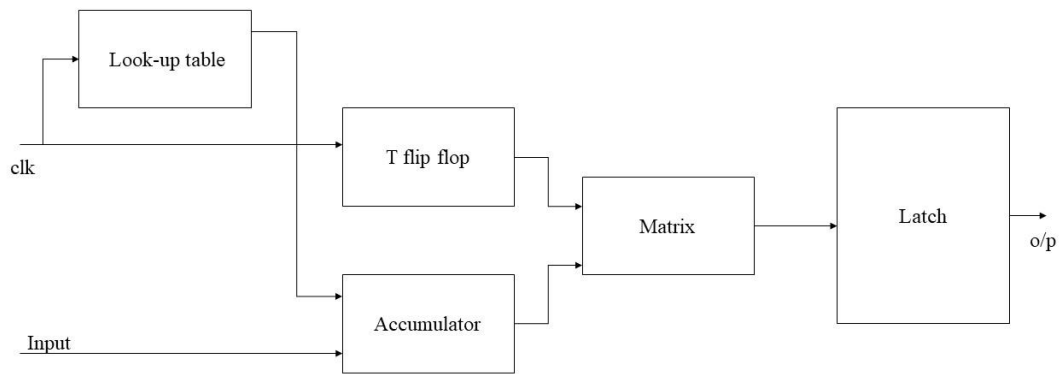 Look-up table
clk
T flip flop
Matrix
Latch
o/p
Accumulator
Input